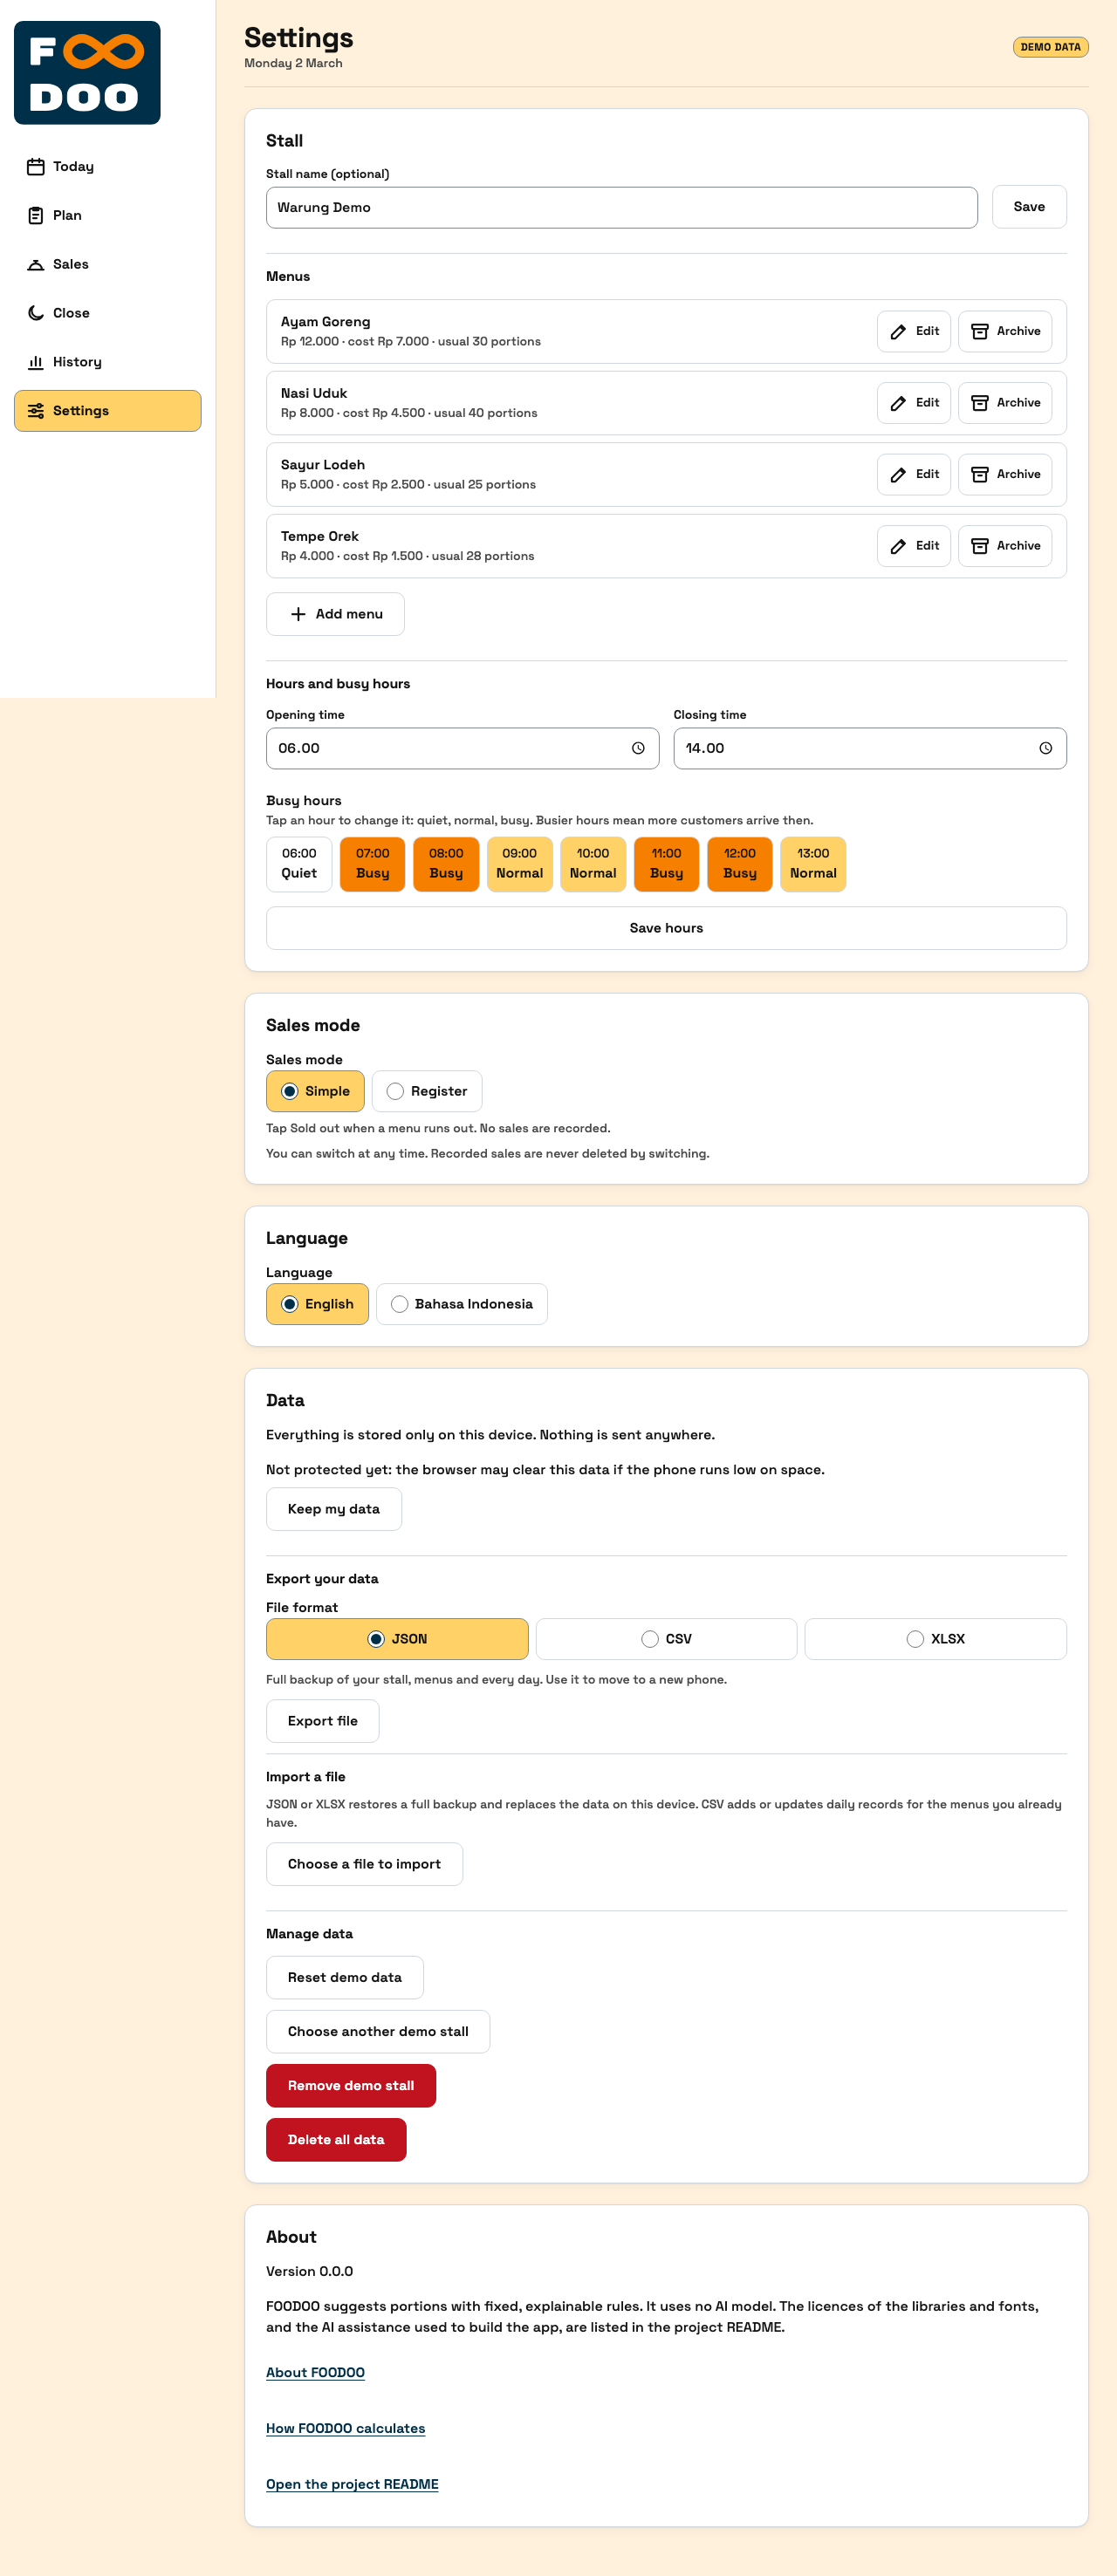 FOO
DOO
Today
Plan
Sales
Close
History
Settings
Settings
Monday 2 March
DEMO DATA
Stall
Stall name (optional)
Warung Demo
Save
Menus
Ayam Goreng
Rp 12.000 · cost Rp 7.000 · usual 30 portions
Edit
Archive
Nasi Uduk
Rp 8.000 · cost Rp 4.500 · usual 40 portions
Edit
Archive
Sayur Lodeh
Rp 5.000 · cost Rp 2.500 · usual 25 portions
Edit
Archive
Tempe Orek
Rp 4.000 · cost Rp 1.500 · usual 28 portions
Edit
Archive
Add menu
Hours and busy hours
Opening time
Closing time
06.00
14.00
Busy hours
Tap an hour to change it: quiet, normal, busy. Busier hours mean more customers arrive then.
06:00 07:00 08:00 09:00 10:00 11:00 12:00 13:00
Quiet Busy Busy Normal Normal Busy Busy Normal
Save hours
Sales mode
Sales mode
Simple
Register
Tap Sold out when a menu runs out. No sales are recorded.
You can switch at any time. Recorded sales are never deleted by switching.
Language
Language
English
Bahasa Indonesia
Data
Everything is stored only on this device. Nothing is sent anywhere.
Not protected yet: the browser may clear this data if the phone runs low on space.
Keep my data
Export your data
File format
JSON
CSV
XLSX
Full backup of your stall, menus and every day. Use it to move to a new phone.
Export file
Import a file
JSON or XLSX restores a full backup and replaces the data on this device. CSV adds or updates daily records for the menus you already
have.
Choose a file to import
Manage data
Reset demo data
Choose another demo stall
Remove demo stall
Delete all data
About
Version 0.0.0
FOODOO suggests portions with fixed, explainable rules. It uses no AI model. The licences of the libraries and fonts,
and the AI assistance used to build the app, are listed in the project README.
About FOODOO
How FOODOO calculates
Open the project README